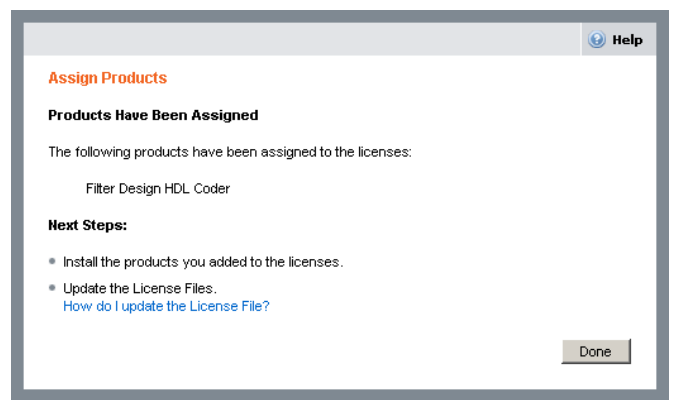 Help
Assign Products
Products Have Been Assigned
The following products have been assigned to the licenses:
Filter Design HDL Coder
Next Steps:
Install the products you added to the licenses.
Update the License Files.
How do I update the License File?
Done